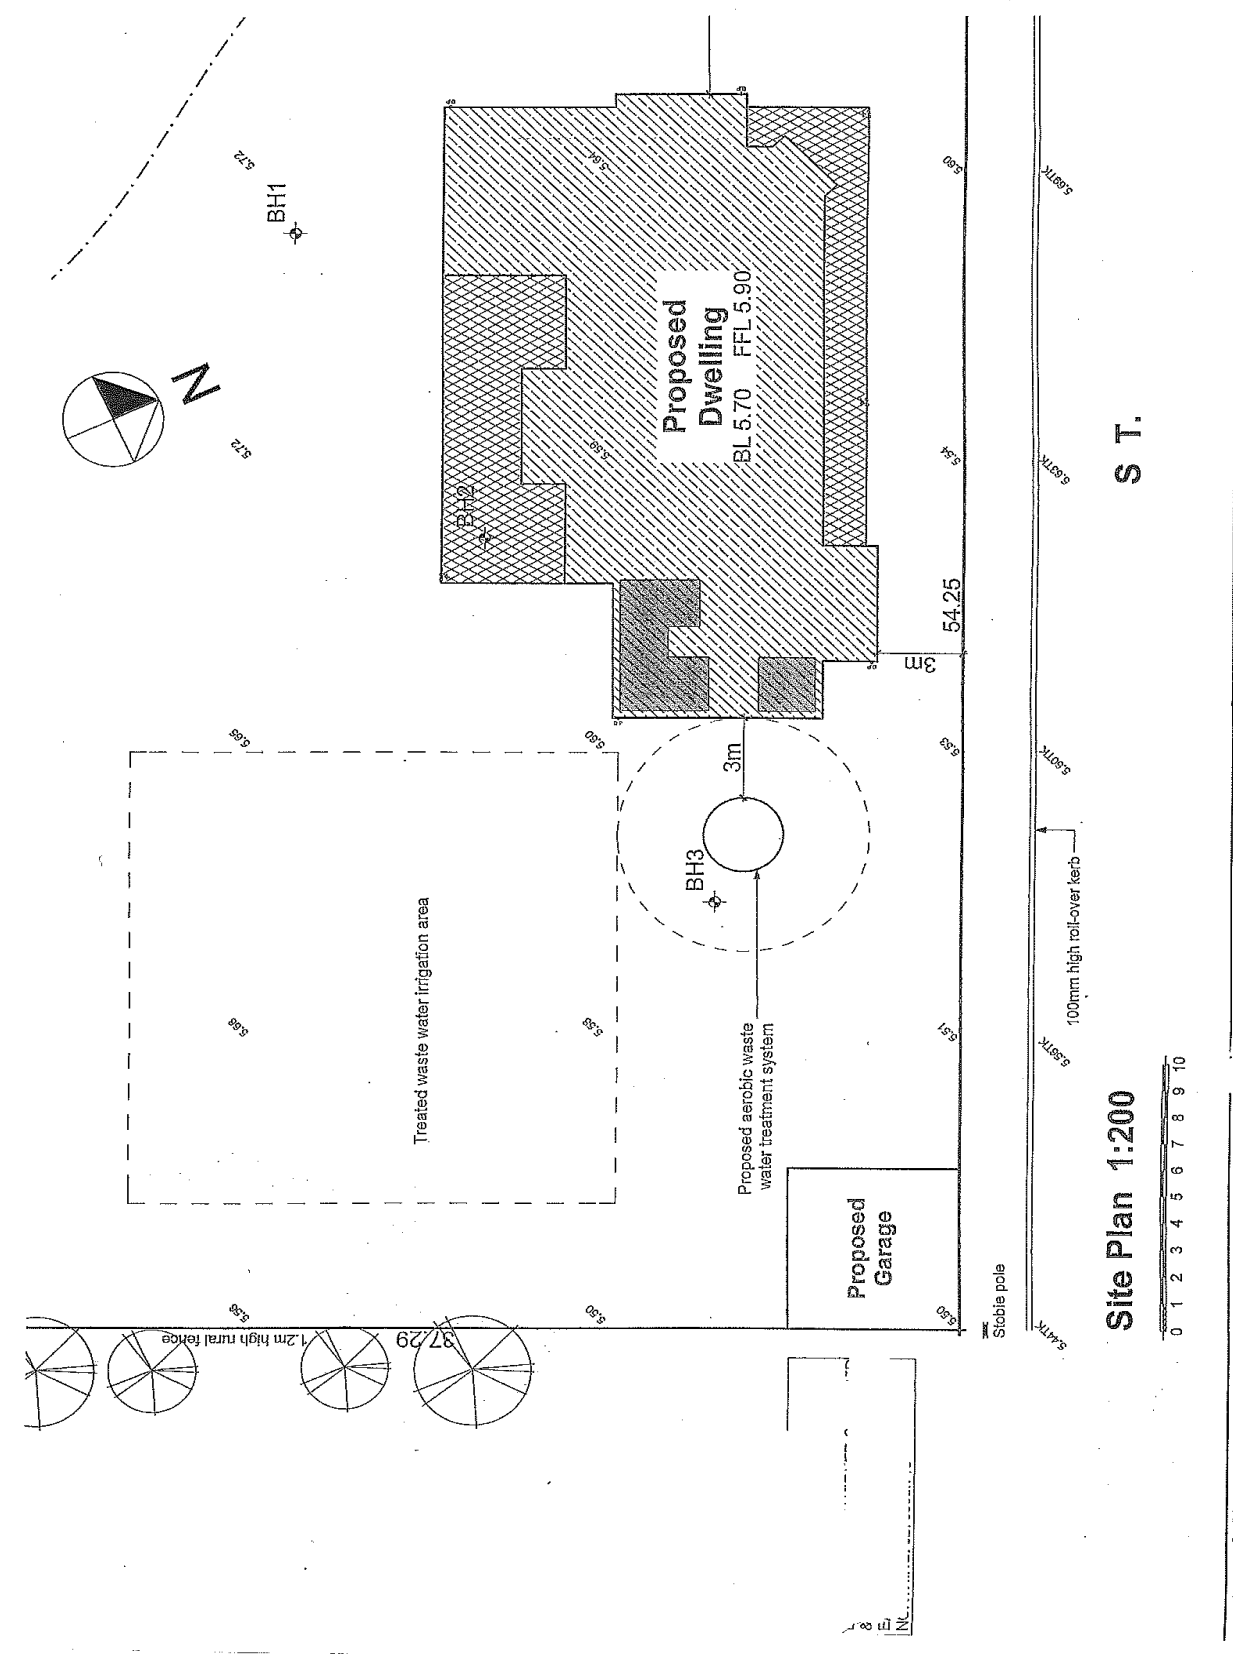 5.72
BH1
N
5.72
5.64
5.60
5.69TK
Proposed
Dwelling
BL 5.70 FFL 5.90
5.59
BH2
5.54
5.63TK
S T.
54.25
3m
5.65
5.60
3m
5.53
5.60TK
BH3
Treated waste water irrigation area
5.68
5.58
5.51
100mm high roll-over kerb
5.56TK
Proposed aerobic waste
water treatment system
Proposed
Garage
5.56
1.2m high rural fence
37.29
5.50
5.50
Stobie pole
5.44TK
Site Plan 1:200
0 1 2 3 4 5 6 7 8 9 10
&